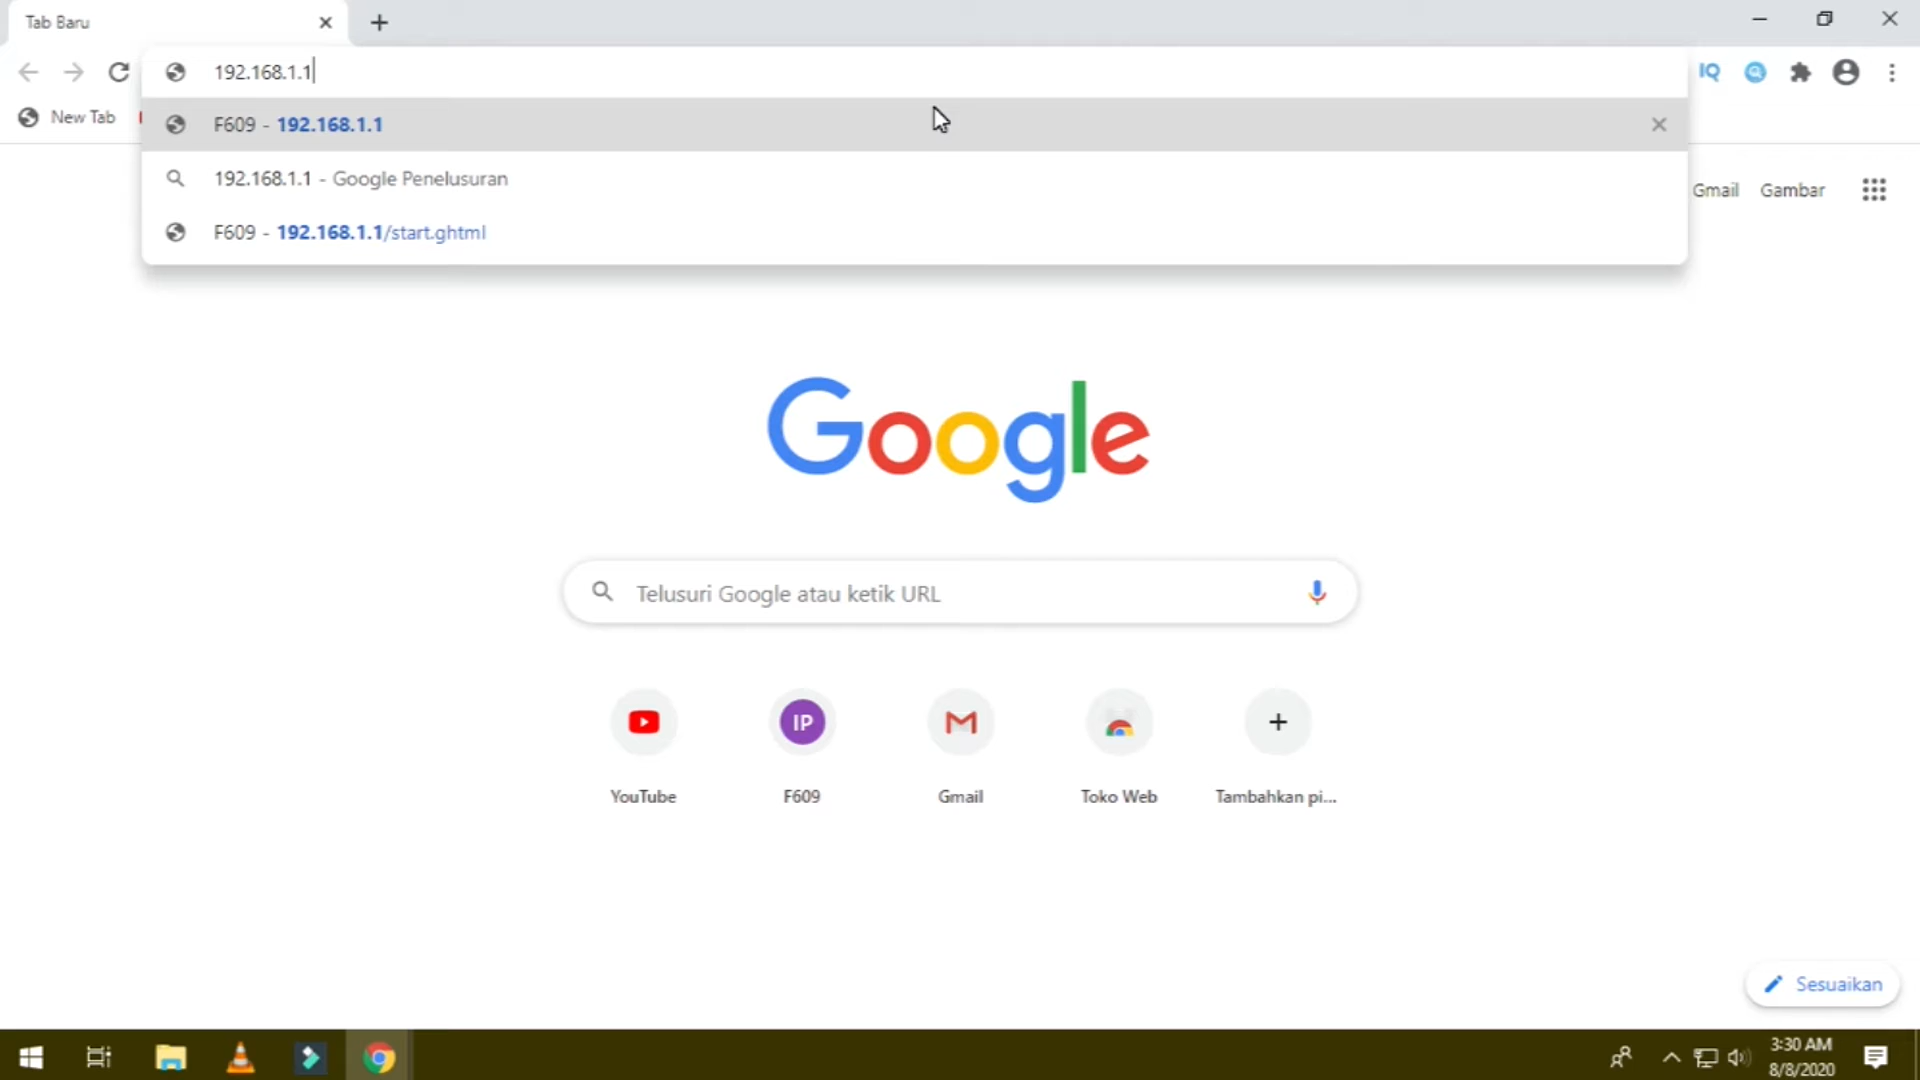 Tab Baru
192.168.1.1
IQ
New Tab
F609 - 192.168.1.1
192.168.1.1 - Google Penelusuran
Gmail Gambar
F609 - 192.168.1.1/start.ghtml
Google
Telusuri Google atau ketik URL
IP
YouTube F609 Gmail Toko Web Tambahkan pi...
Sesuaikan
3:30 AM
8/8/2020